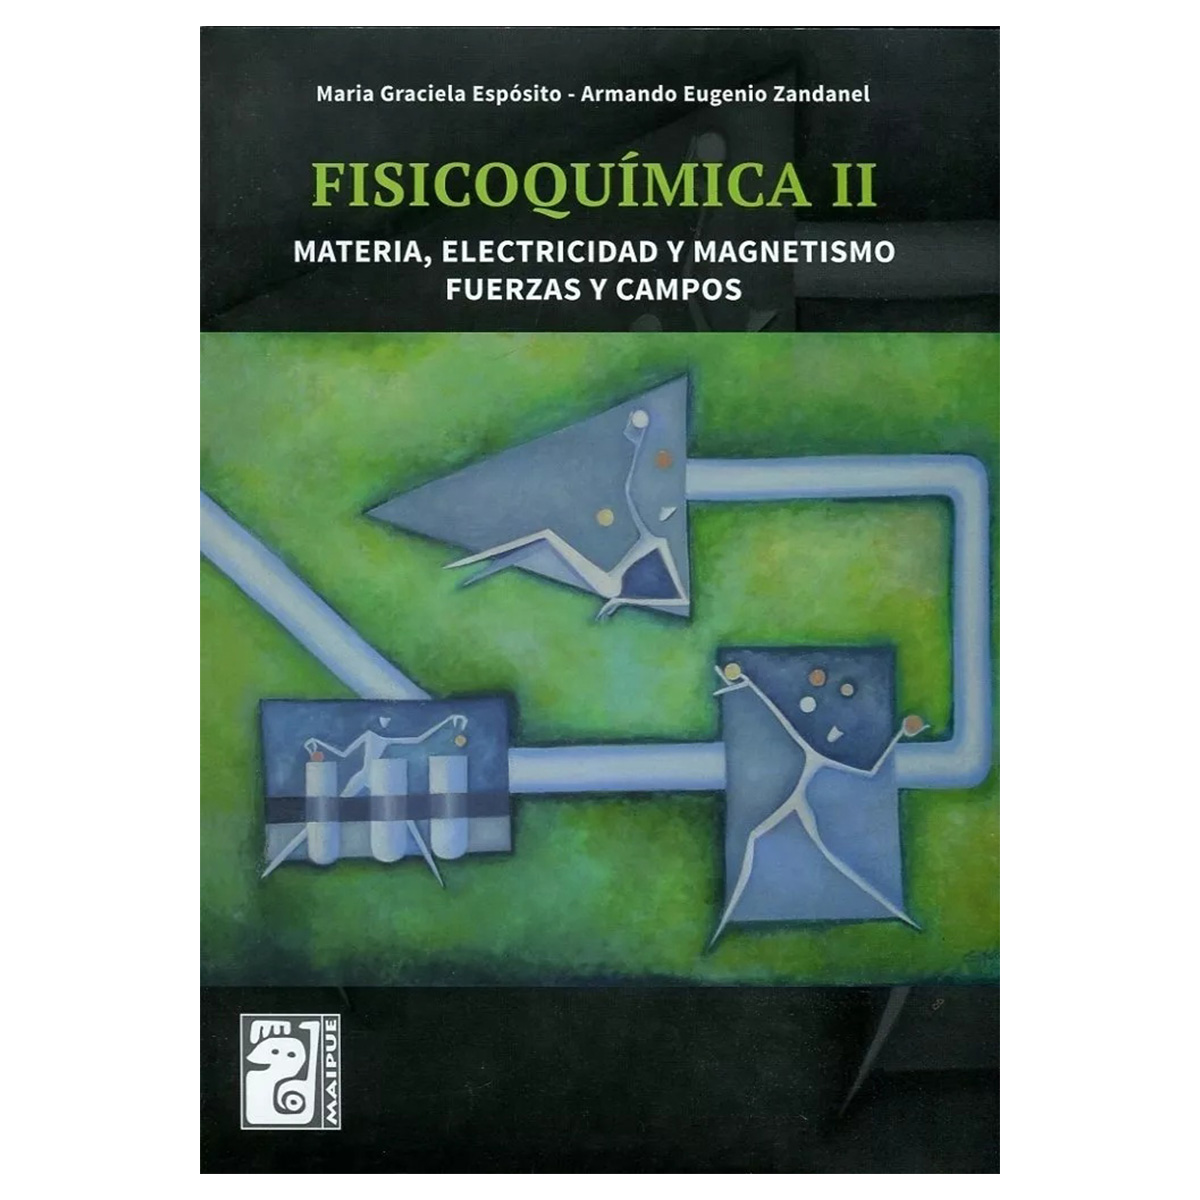 Maria Graciela Espósito - Armando Eugenio Zandanel
FISICOQUÍMICA II
MATERIA, ELECTRICIDAD Y MAGNETISMO
FUERZAS Y CAMPOS
MAIPUE